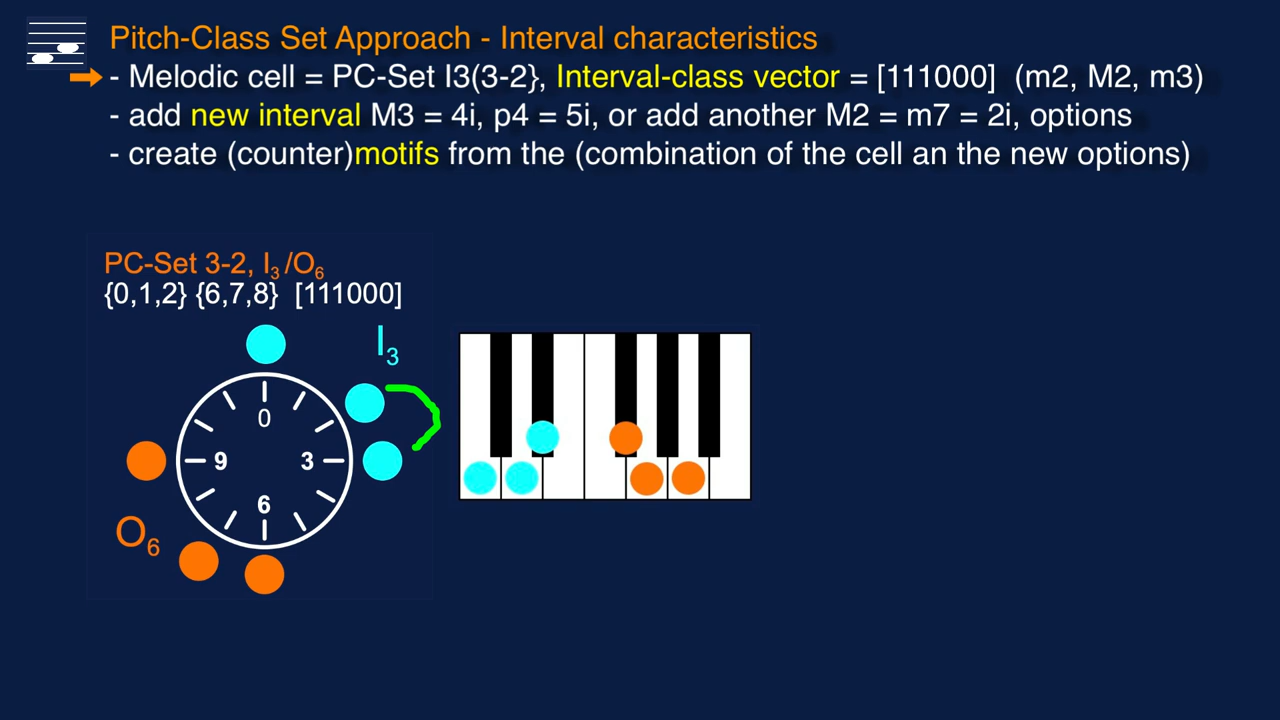 Pitch-Class Set Approach - Interval characteristics
- Melodic cell = PC-Set I3(3-2}, Interval-class vector = [111000] (m2, M2, m3)
- add new interval M3 = 4i, p4 = 5i, or add another M2 = m7 = 2i, options
- create (counter)motifs from the (combination of the cell an the new options)
PC-Set 3-2, I3/O6
{0,1,2} {6,7,8} [111000]
I3
0
9 3
6
O6